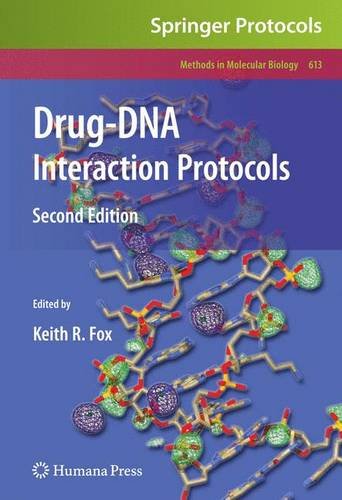 Springer Protocols
Methods in Molecular Biology 613
Drug-DNA
Interaction Protocols
Second Edition
Edited by
Keith R. Fox
Humana Press